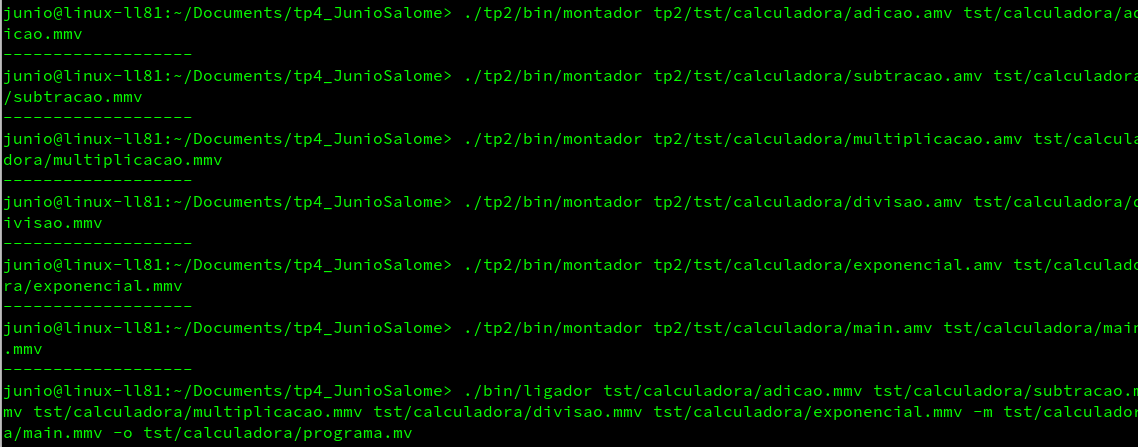 junio@linux-ll81:~/Documents/tp4_JunioSalome> ./tp2/bin/montador tp2/tst/calculadora/adicao.amv tst/calculadora/ad
icao.mmv
-------------------
junio@linux-ll81:~/Documents/tp4_JunioSalome> ./tp2/bin/montador tp2/tst/calculadora/subtracao.amv tst/calculadora
/subtracao.mmv
-------------------
junio@linux-ll81:~/Documents/tp4_JunioSalome> ./tp2/bin/montador tp2/tst/calculadora/multiplicacao.amv tst/calcula
dora/multiplicacao.mmv
-------------------
junio@linux-ll81:~/Documents/tp4_JunioSalome> ./tp2/bin/montador tp2/tst/calculadora/divisao.amv tst/calculadora/d
ivisao.mmv
-------------------
junio@linux-ll81:~/Documents/tp4_JunioSalome> ./tp2/bin/montador tp2/tst/calculadora/exponencial.amv tst/calculado
ra/exponencial.mmv
-------------------
junio@linux-ll81:~/Documents/tp4_JunioSalome> ./tp2/bin/montador tp2/tst/calculadora/main.amv tst/calculadora/main
.mmv
-------------------
junio@linux-ll81:~/Documents/tp4_JunioSalome> ./bin/ligador tst/calculadora/adicao.mmv tst/calculadora/subtracao.m
mv tst/calculadora/multiplicacao.mmv tst/calculadora/divisao.mmv tst/calculadora/exponencial.mmv -m tst/calculador
a/main.mmv -o tst/calculadora/programa.mv